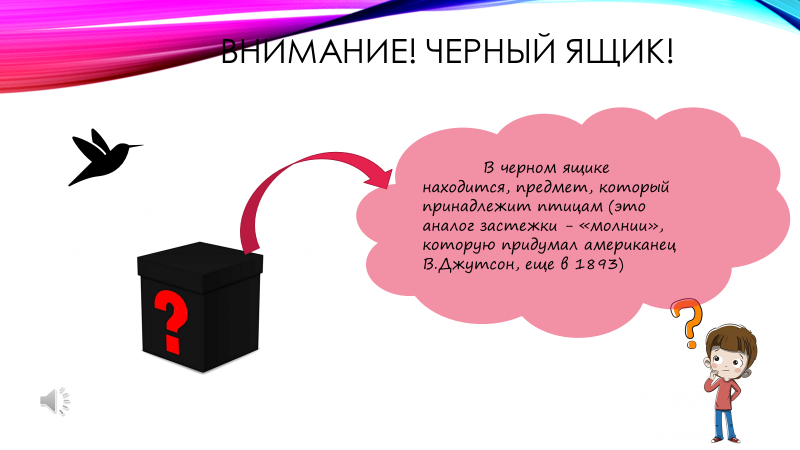 ВНИМАНИЕ! ЧЕРНЫЙ ЯЩИК!
В черном ящике
находится, предмет, который
принадлежит птицам (это
аналог застежки - «молнии»,
которую придумал американец
В.Джутсон, еще в 1893)
?
?